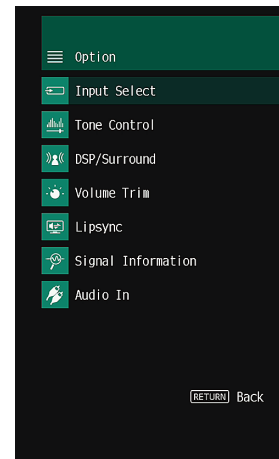 Option
Input Select
Tone Control
DSP/Surround
Volume Trim
Lipsync
Signal Information
Audio In
RETURN Back